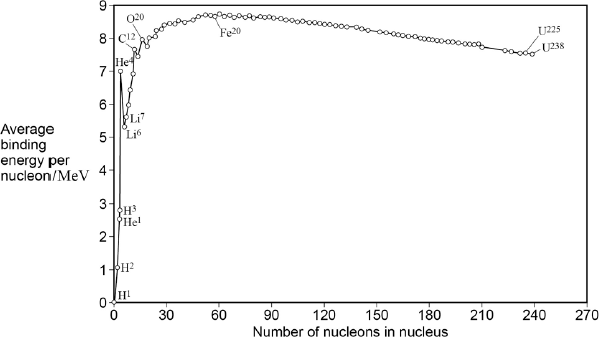 9
O²⁰
C¹²
Fe²⁰
U²²⁵
8
U²³⁸
He⁴
7
6
Li⁷
Li⁶
Average
binding
energy per
nucleon/MeV
5
4
3
H³
He¹
2
H²
1
H¹
0
0 30 60 90 120 150 180 210 240 270
Number of nucleons in nucleus